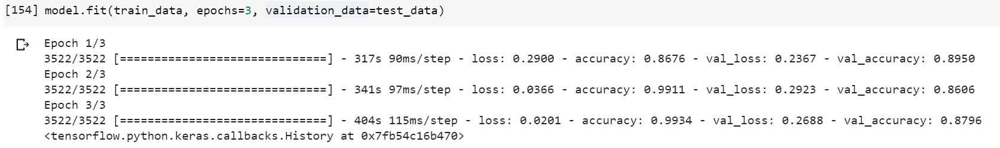 [154] model.fit(train_data, epochs=3, validation_data=test_data)
Epoch 1/3
3522/3522 [==============================] - 317s 90ms/step - loss: 0.2900 - accuracy: 0.8676 - val_loss: 0.2367 - val_accuracy: 0.8950
Epoch 2/3
3522/3522 [==============================] - 341s 97ms/step - loss: 0.0366 - accuracy: 0.9911 - val_loss: 0.2923 - val_accuracy: 0.8606
Epoch 3/3
3522/3522 [==============================] - 404s 115ms/step - loss: 0.0201 - accuracy: 0.9934 - val_loss: 0.2688 - val_accuracy: 0.8796
<tensorflow.python.keras.callbacks.History at 0x7fb54c16b470>